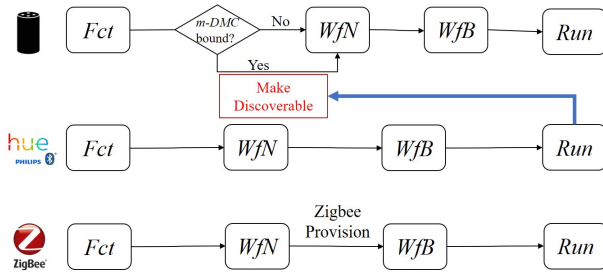 Fct
m-DMC
bound?
No
Yes
WfN
WfB
Run
Make
Discoverable
hue
PHILIPS
Fct
WfN
WfB
Run
ZigBee
Fct
WfN
Zigbee
Provision
WfB
Run